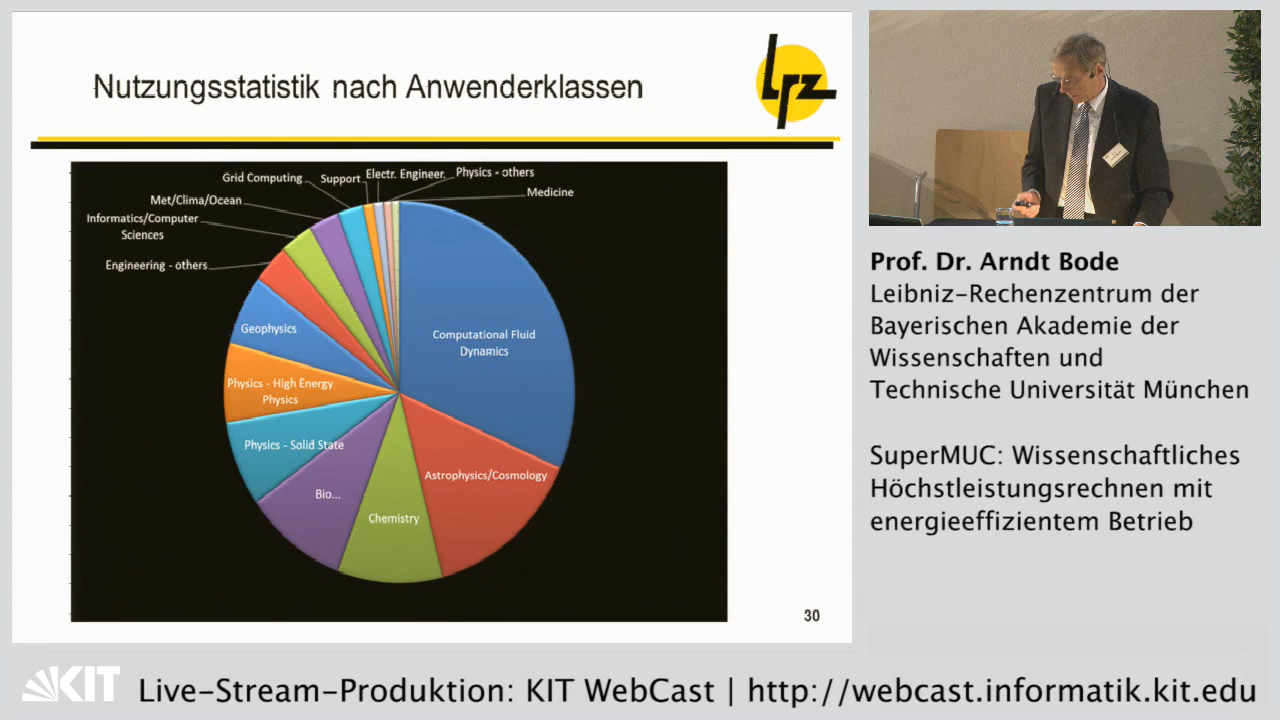 Nutzungsstatistik nach Anwenderklassen
lrz
Grid Computing
Support
Electr. Engineer.
Physics - others
Medicine
Met/Clima/Ocean
Informatics/Computer
Sciences
Engineering - others
Geophysics
Computational Fluid
Dynamics
Physics - High Energy
Physics
Physics - Solid State
Astrophysics/Cosmology
Bio...
Chemistry
30
Prof. Dr. Arndt Bode
Leibniz-Rechenzentrum der
Bayerischen Akademie der
Wissenschaften und
Technische Universität München
SuperMUC: Wissenschaftliches
Höchstleistungsrechnen mit
energieeffizientem Betrieb
KIT
Live-Stream-Produktion: KIT WebCast | http://webcast.informatik.kit.edu